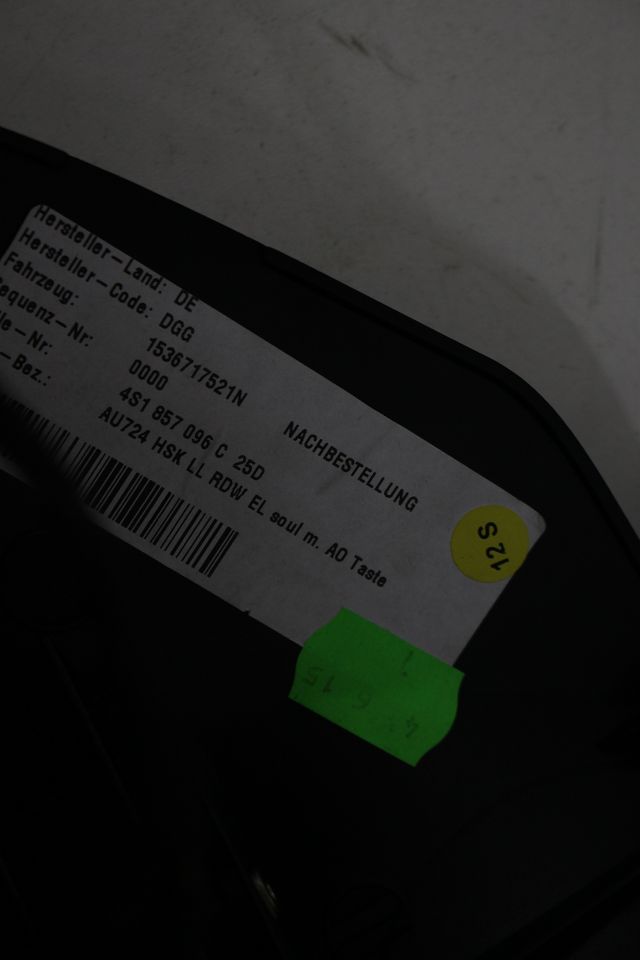 Hersteller–Land: DE
Hersteller–Code: DGG
Fahrzeug: 1536717521N
equenz–Nr: 0000 NACHBESTELLUNG
le–Nr: 4S1 857 096 C 25D
–Bez.: AU724 HSK LL RDW EL soul m. AO Taste
12S